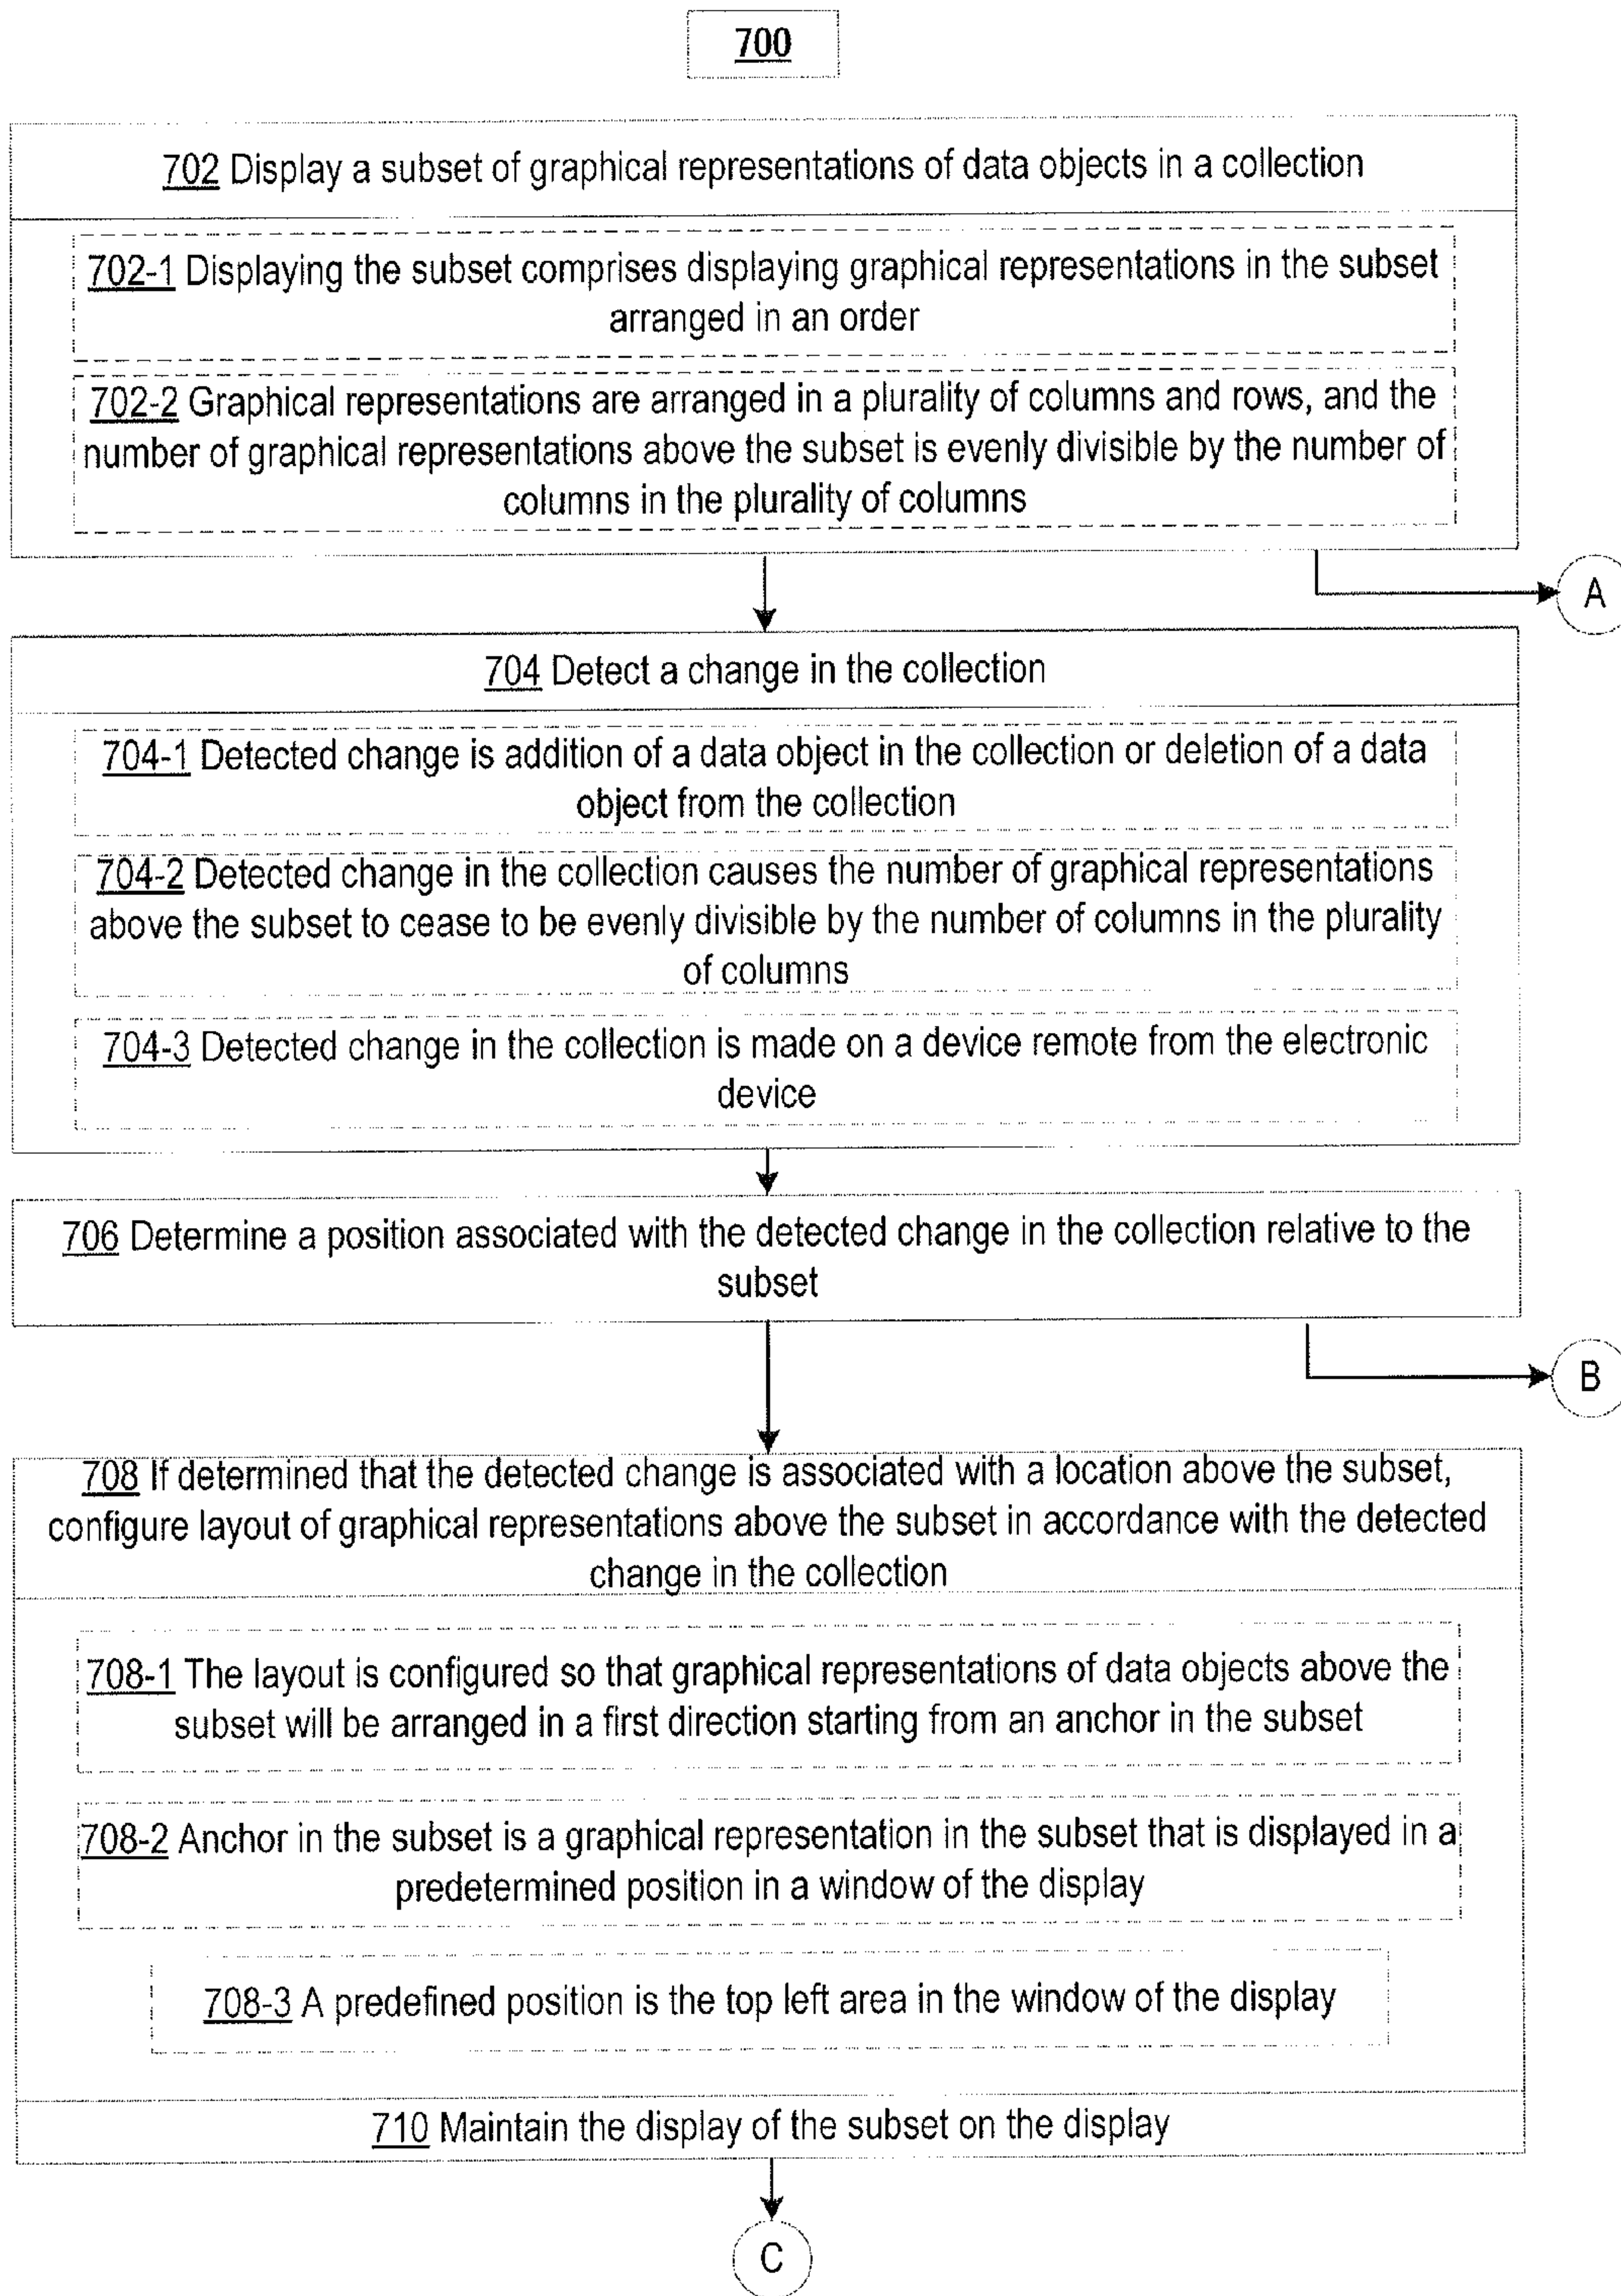 700
702 Display a subset of graphical representations of data objects in a collection
702-1 Displaying the subset comprises displaying graphical representations in the subset
arranged in an order
702-2 Graphical representations are arranged in a plurality of columns and rows, and the
number of graphical representations above the subset is evenly divisible by the number of
columns in the plurality of columns
A
704 Detect a change in the collection
704-1 Detected change is addition of a data object in the collection or deletion of a data
object from the collection
704-2 Detected change in the collection causes the number of graphical representations
above the subset to cease to be evenly divisible by the number of columns in the plurality
of columns
704-3 Detected change in the collection is made on a device remote from the electronic
device
706 Determine a position associated with the detected change in the collection relative to the
subset
B
708 If determined that the detected change is associated with a location above the subset,
configure layout of graphical representations above the subset in accordance with the detected
change in the collection
708-1 The layout is configured so that graphical representations of data objects above the
subset will be arranged in a first direction starting from an anchor in the subset
708-2 Anchor in the subset is a graphical representation in the subset that is displayed in a
predetermined position in a window of the display
708-3 A predefined position is the top left area in the window of the display
710 Maintain the display of the subset on the display
C